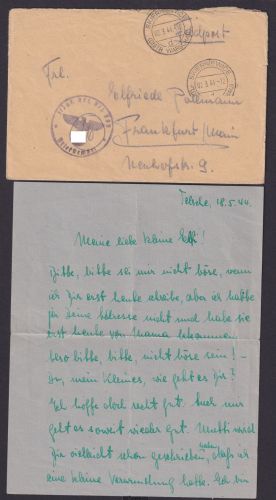 Feldpost
Frl.
Elfriede
Frankfurt/Main
9.
18.5.44.
Meine liebe kleine Elfi!
Bitte, bitte sei mir nicht böse, wenn
ich Dir erst heute schreibe, aber ich hatte
ja deine Adresse nicht und habe sie
erst heute von Mama bekommen
also bitte, bitte, nicht böse sein! –
Du, mein Kleines, wie geht es Dir?
Ich hoffe doch recht gut. Auch mir
geht es soweit wieder gut. Mutti wird
Dir vielleicht schon geschrieben haben, daß ich
eine kleine Verwundung hatte. Ich bin